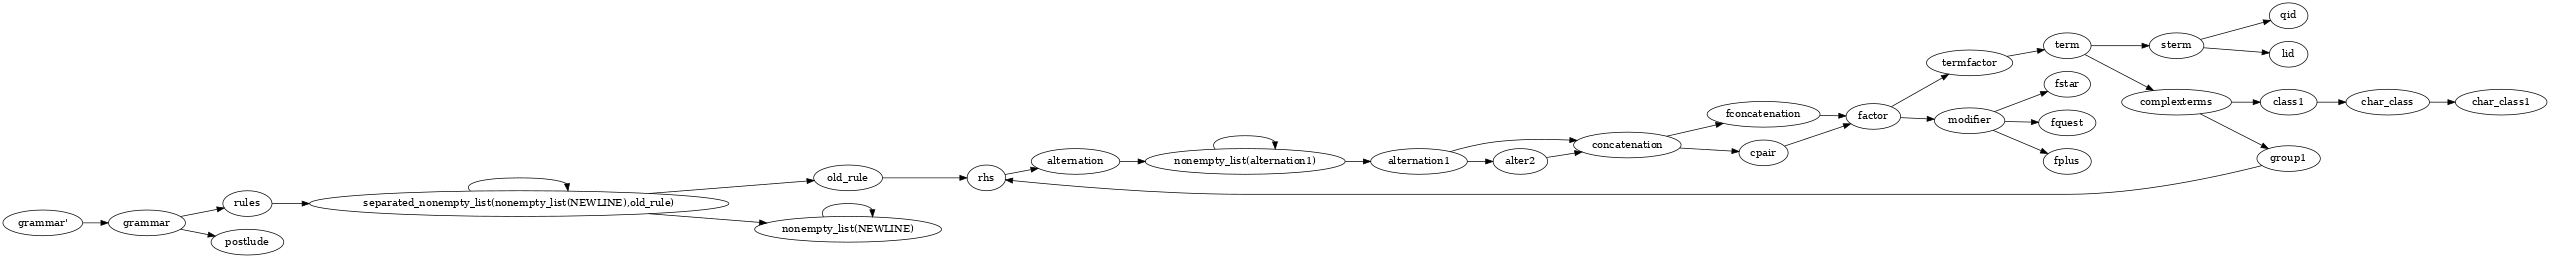 grammar'
grammar
rules
postlude
separated_nonempty_list(nonempty_list(NEWLINE),old_rule)
old_rule
nonempty_list(NEWLINE)
rhs
alternation
nonempty_list(alternation1)
alternation1
alter2
concatenation
fconcatenation
cpair
factor
termfactor
modifier
term
fstar
fquest
fplus
sterm
complexterms
qid
lid
class1
group1
char_class
char_class1